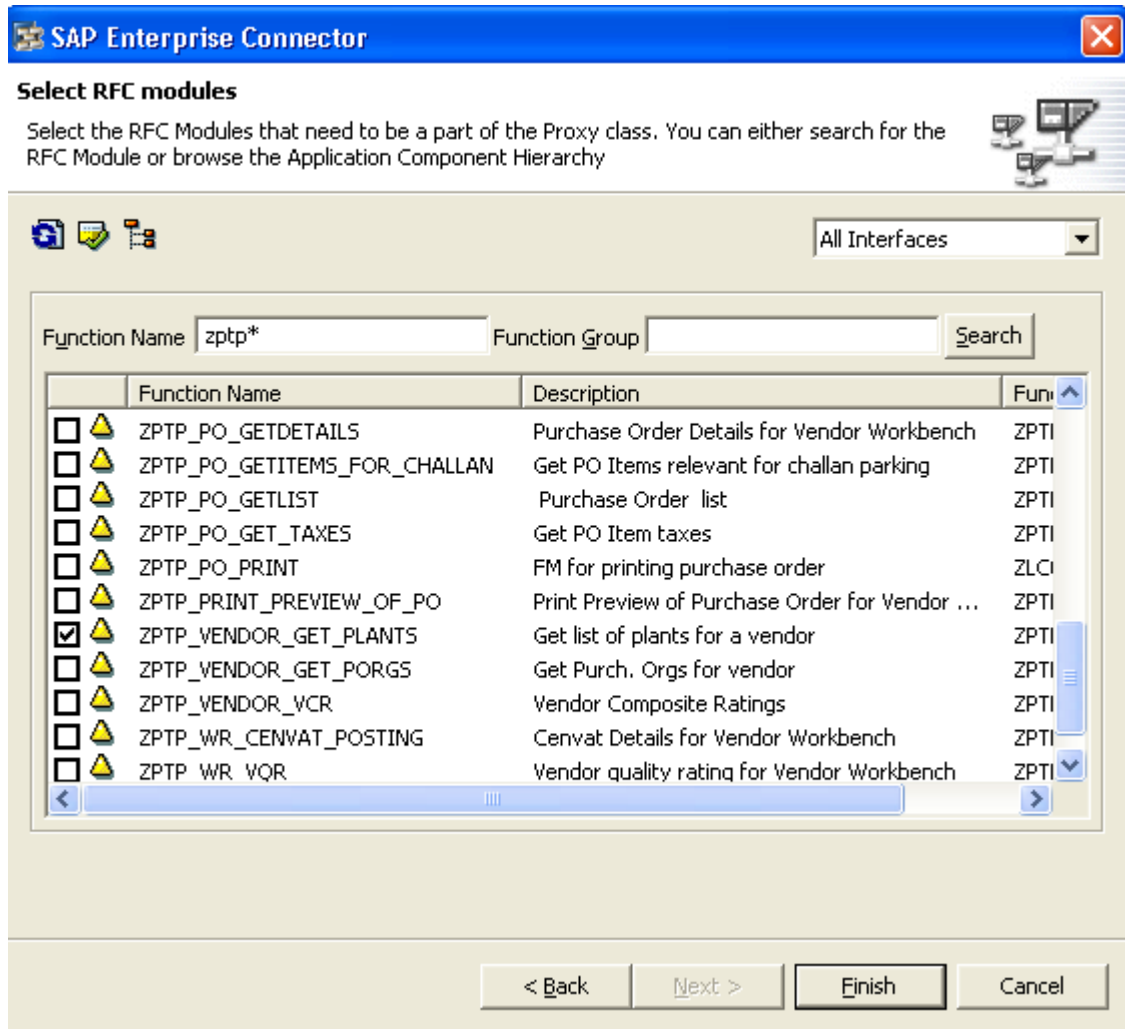 SAP Enterprise Connector
Select RFC modules
Select the RFC Modules that need to be a part of the Proxy class. You can either search for the
RFC Module or browse the Application Component Hierarchy
All Interfaces
Function Name zptp* Function Group Search
Function Name Description
ZPTP_PO_GETDETAILS Purchase Order Details for Vendor Workbench
ZPTP_PO_GETITEMS_FOR_CHALLAN Get PO Items relevant for challan parking
ZPTP_PO_GETLIST Purchase Order list
ZPTP_PO_GET_TAXES Get PO Item taxes
ZPTP_PO_PRINT FM for printing purchase order
ZPTP_PRINT_PREVIEW_OF_PO Print Preview of Purchase Order for Vendor ...
ZPTP_VENDOR_GET_PLANTS Get list of plants for a vendor
ZPTP_VENDOR_GET_PORGS Get Purch. Orgs for vendor
ZPTP_VENDOR_VCR Vendor Composite Ratings
ZPTP_WR_CENVAT_POSTING Cenvat Details for Vendor Workbench
ZPTP_WR_VQR Vendor quality rating for Vendor Workbench
< Back Next > Finish Cancel